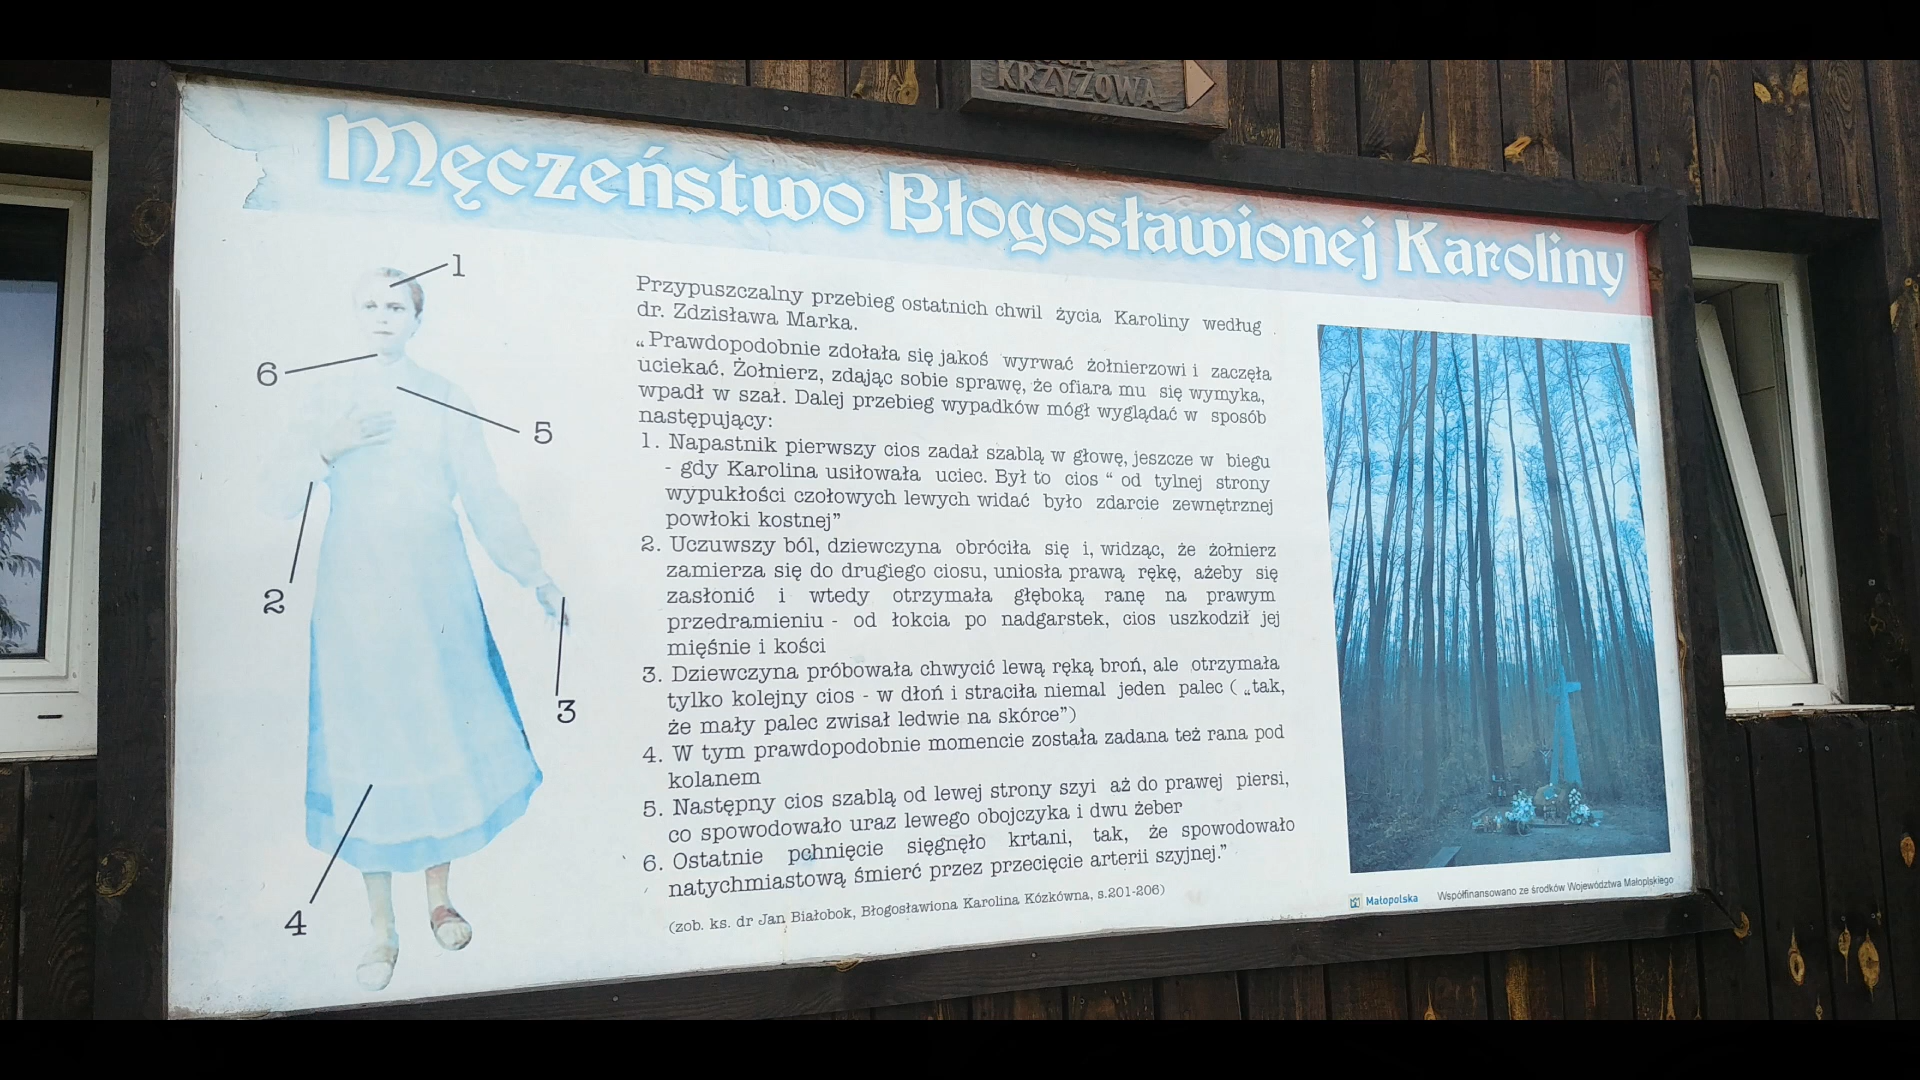 KRZYŻOWA
Męczeństwo Błogosławionej Karoliny
Przypuszczalny przebieg ostatnich chwil życia Karoliny według
dr. Zdzisława Marka.
„Prawdopodobnie zdołała się jakoś wyrwać żołnierzowi i zaczęła
uciekać. Żołnierz, zdając sobie sprawę, że ofiara mu się wymyka,
wpadł w szał. Dalej przebieg wypadków mógł wyglądać w sposób
następujący:
1. Napastnik pierwszy cios zadał szablą w głowę, jeszcze w biegu
- gdy Karolina usiłowała uciec. Był to cios “ od tylnej strony
wypukłości czołowych lewych widać było zdarcie zewnętrznej
powłoki kostnej”
2. Uczuwszy ból, dziewczyna obróciła się i, widząc, że żołnierz
zamierza się do drugiego ciosu, uniosła prawą rękę, ażeby się
zasłonić i wtedy otrzymała głęboką ranę na prawym
przedramieniu - od łokcia po nadgarstek, cios uszkodził jej
mięśnie i kości
3. Dziewczyna próbowała chwycić lewą ręką broń, ale otrzymała
tylko kolejny cios - w dłoń i straciła niemal jeden palec ( „tak,
że mały palec zwisał ledwie na skórce”)
4. W tym prawdopodobnie momencie została zadana też rana pod
kolanem
5. Następny cios szablą od lewej strony szyi aż do prawej piersi,
co spowodowało uraz lewego obojczyka i dwu żeber
6. Ostatnie pchnięcie sięgnęło krtani, tak, że spowodowało
natychmiastową śmierć przez przecięcie arterii szyjnej.”
(zob. ks. dr Jan Białobok, Błogosławiona Karolina Kózkówna, s.201-206)
1
6
5
2
3
4
Małopolska
Współfinansowano ze środków Województwa Małoplskiego